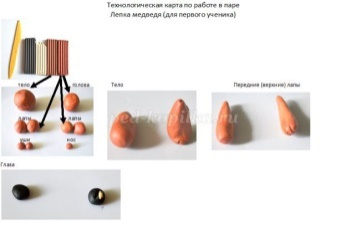 Технологическая карта по работе в паре
Лепка медведя (для первого ученика)
тело голова
лапы лапы
уши нос
Тело
Передние (верхние) лапы
Глаза